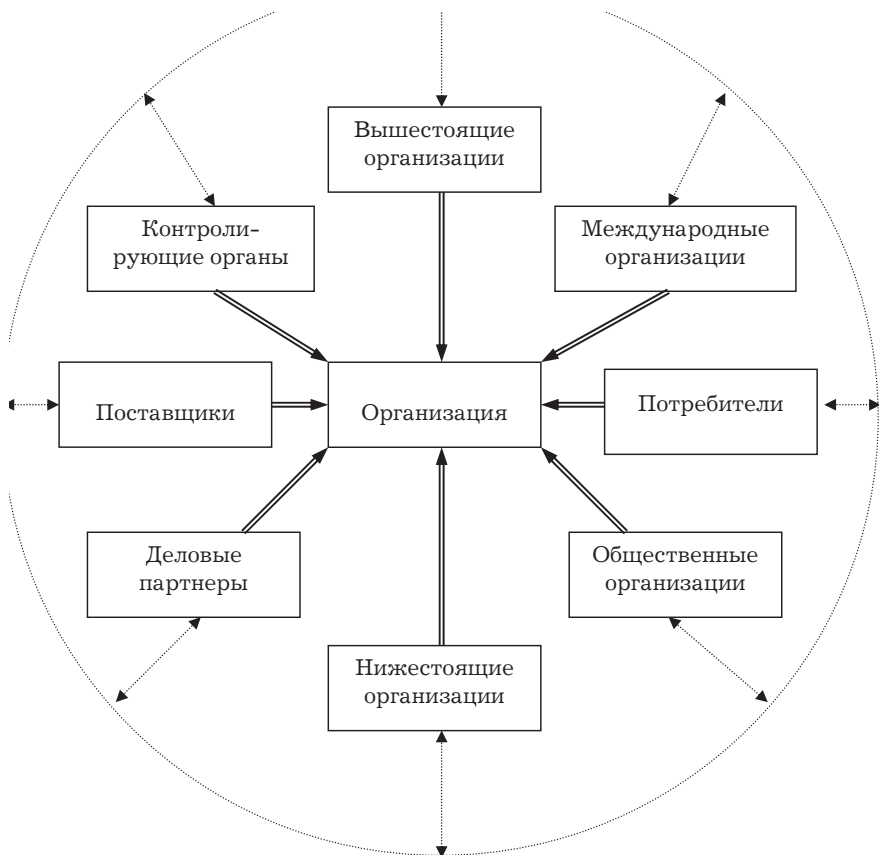 Вышестоящие
организации
Контроли-
рующие органы
Международные
организации
Поставщики
Организация
Потребители
Деловые
партнеры
Общественные
организации
Нижестоящие
организации